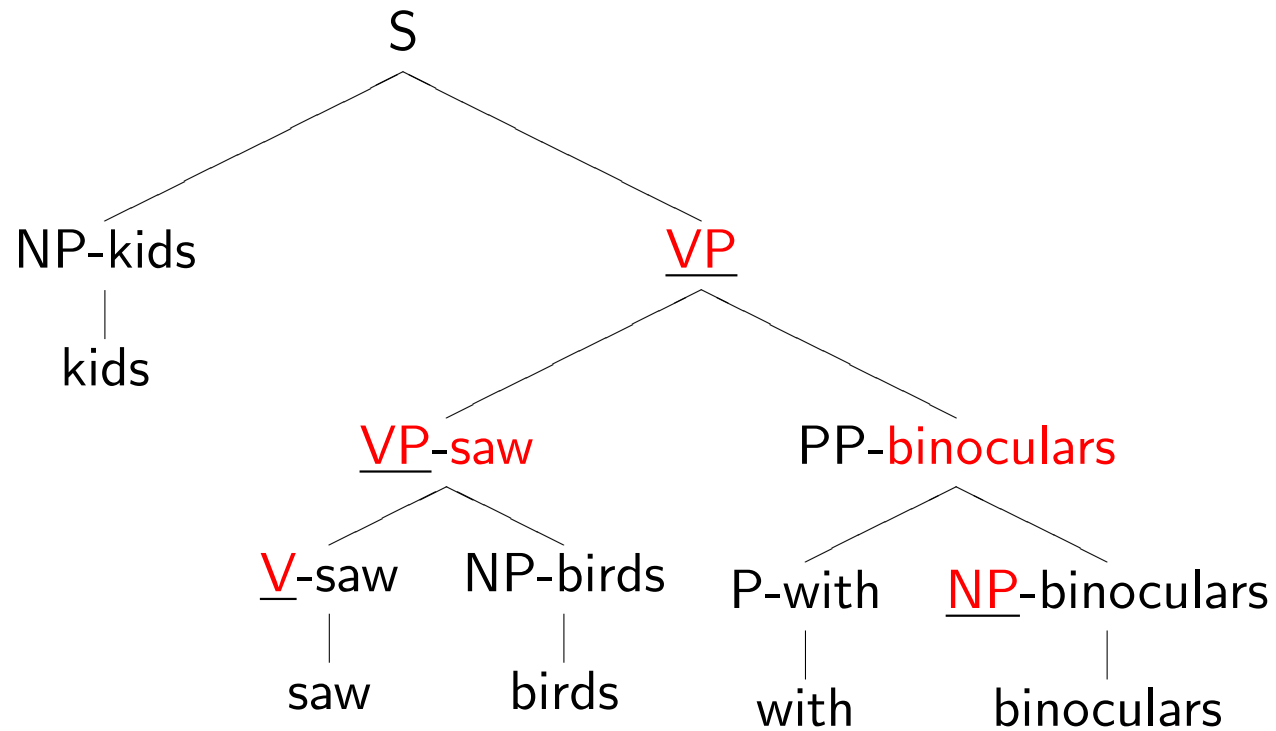 S
NP-kids VP
kids
VP-saw PP-binoculars
V-saw NP-birds P-with NP-binoculars
saw birds with binoculars